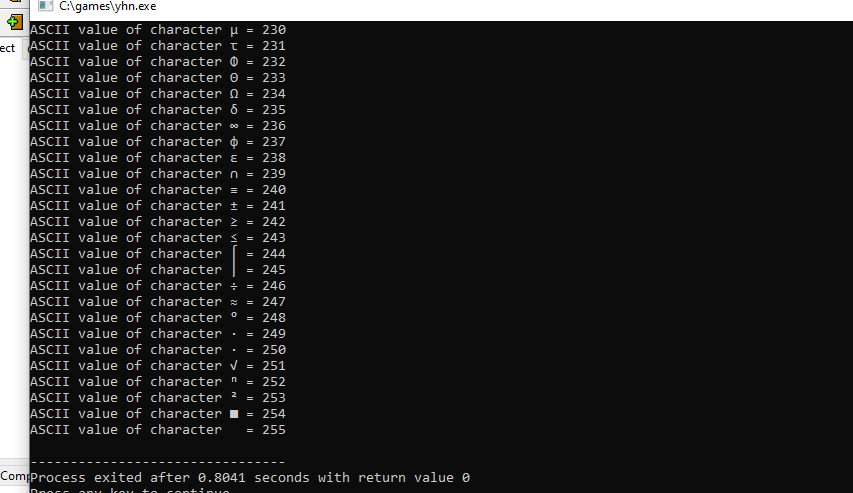 C:\games\yhn.exe
ASCII value of character µ = 230
ASCII value of character τ = 231
ect
ASCII value of character Φ = 232
ASCII value of character Θ = 233
ASCII value of character Ω = 234
ASCII value of character δ = 235
ASCII value of character ∞ = 236
ASCII value of character φ = 237
ASCII value of character ε = 238
ASCII value of character ∩ = 239
ASCII value of character ≡ = 240
ASCII value of character ± = 241
ASCII value of character ≥ = 242
ASCII value of character ≤ = 243
ASCII value of character ⌠ = 244
ASCII value of character ⌡ = 245
ASCII value of character ÷ = 246
ASCII value of character ≈ = 247
ASCII value of character ° = 248
ASCII value of character ∙ = 249
ASCII value of character · = 250
ASCII value of character √ = 251
ASCII value of character ⁿ = 252
ASCII value of character ² = 253
ASCII value of character ■ = 254
ASCII value of character   = 255
--------------------------------
Comp
Process exited after 0.8041 seconds with return value 0
Press any key to continue